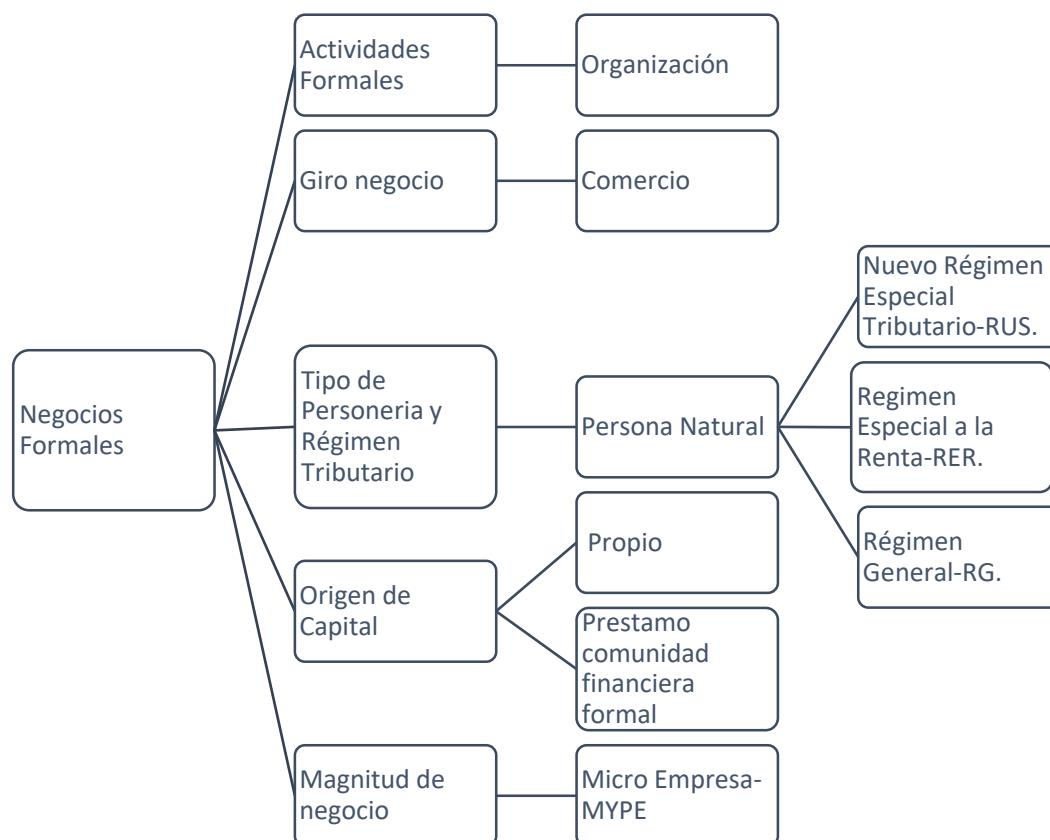 Negocios
Formales
Actividades
Formales
Organización
Giro negocio
Comercio
Tipo de
Personeria y
Régimen
Tributario
Persona Natural
Nuevo Régimen
Especial
Tributario-RUS.
Regimen
Especial a la
Renta-RER.
Régimen
General-RG.
Origen de
Capital
Propio
Prestamo
comunidad
financiera
formal
Magnitud de
negocio
Micro Empresa-
MYPE